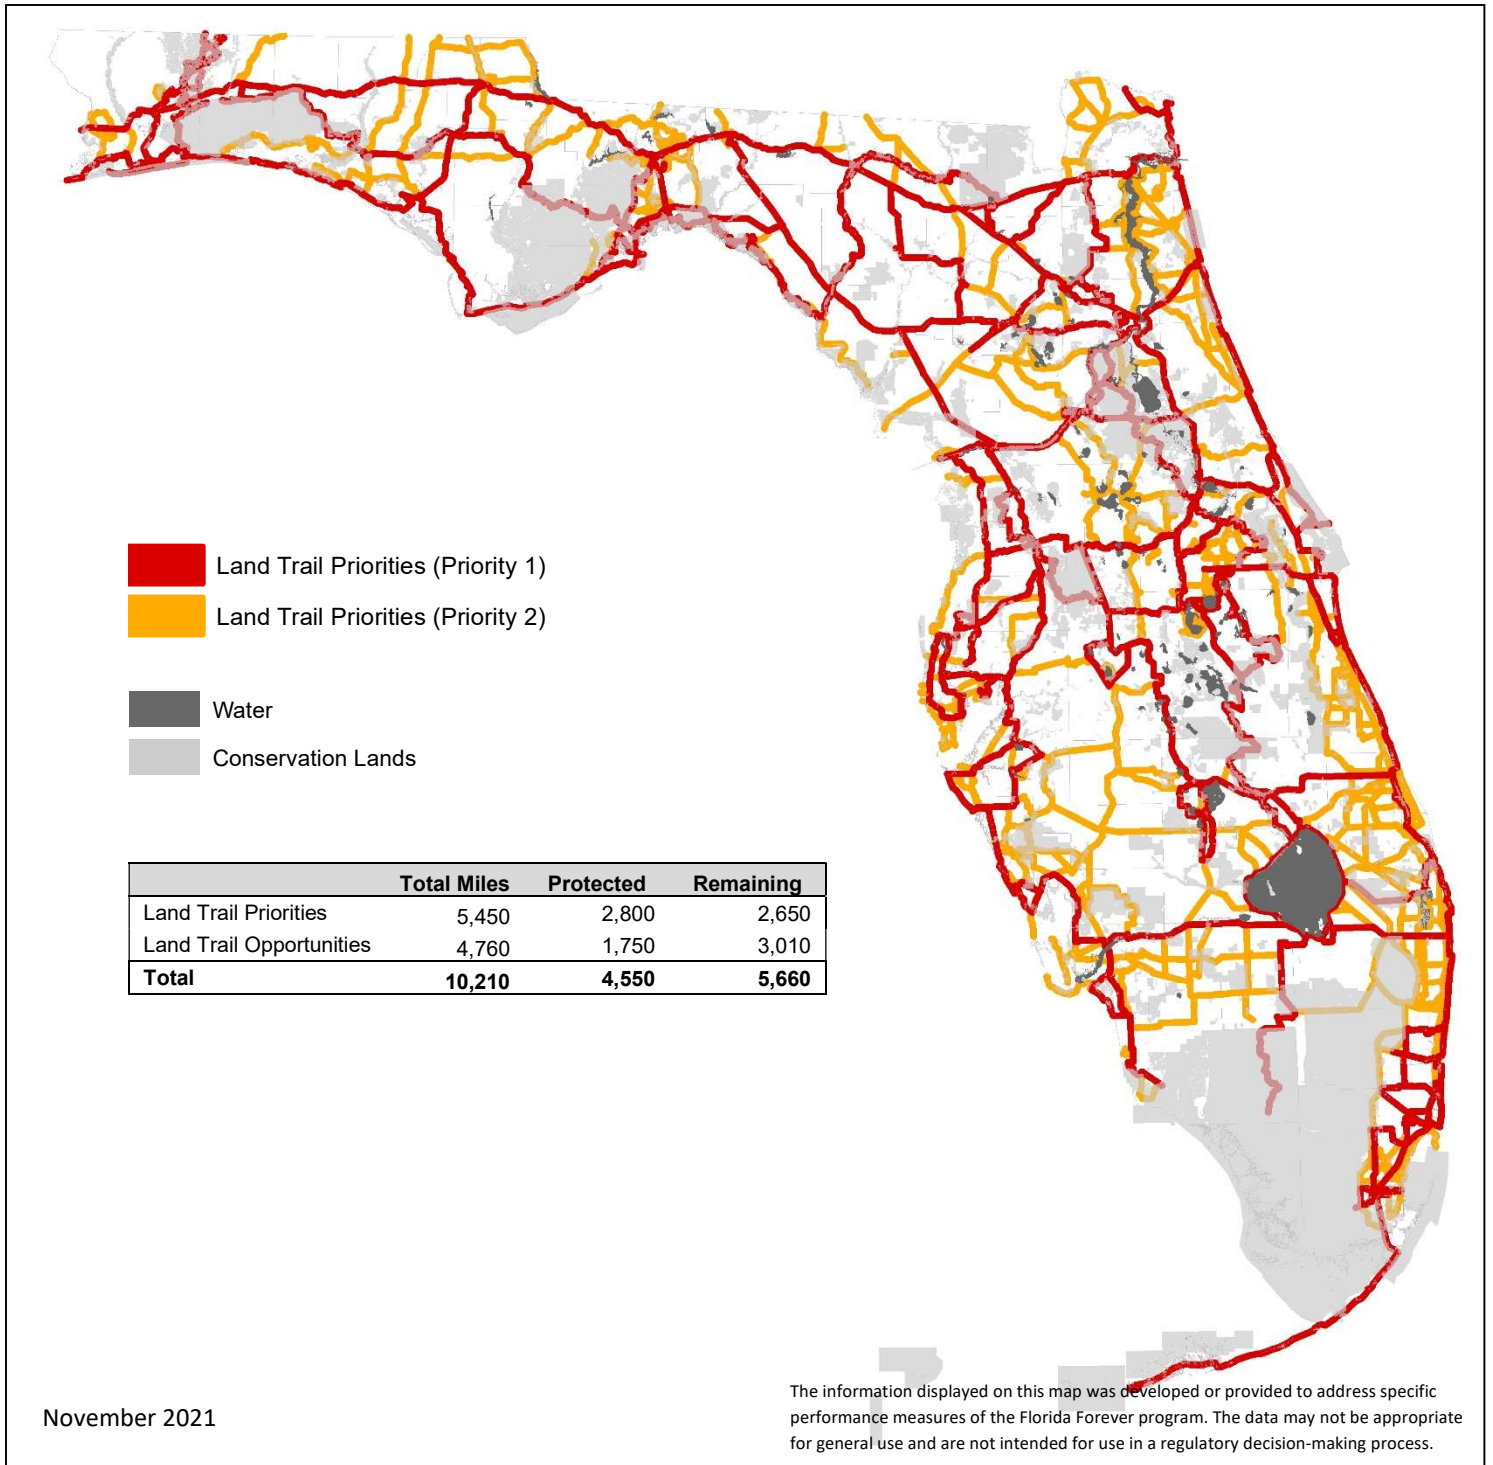 Land Trail Priorities (Priority 1)
Land Trail Priorities (Priority 2)
Water
Conservation Lands
Total Miles Protected Remaining
Land Trail Priorities 5,450 2,800 2,650
Land Trail Opportunities 4,760 1,750 3,010
Total 10,210 4,550 5,660
November 2021
The information displayed on this map was developed or provided to address specific
performance measures of the Florida Forever program. The data may not be appropriate
for general use and are not intended for use in a regulatory decision-making process.